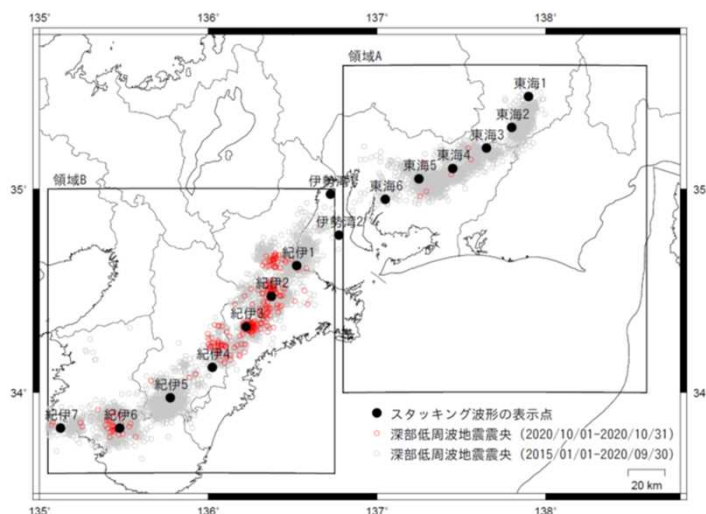 135° 136° 137° 138°
領域A
東海1
東海2
東海3
東海4
東海5
東海6
35° 35°
領域B
伊勢湾1
伊勢湾2
紀伊1
紀伊2
紀伊3
紀伊4
紀伊5
紀伊6
紀伊7
34° 34°
スタッキング波形の表示点
深部低周波地震震央（2020/10/01-2020/10/31）
深部低周波地震震央（2015/01/01-2020/09/30）
20 km
135° 136° 137° 138°